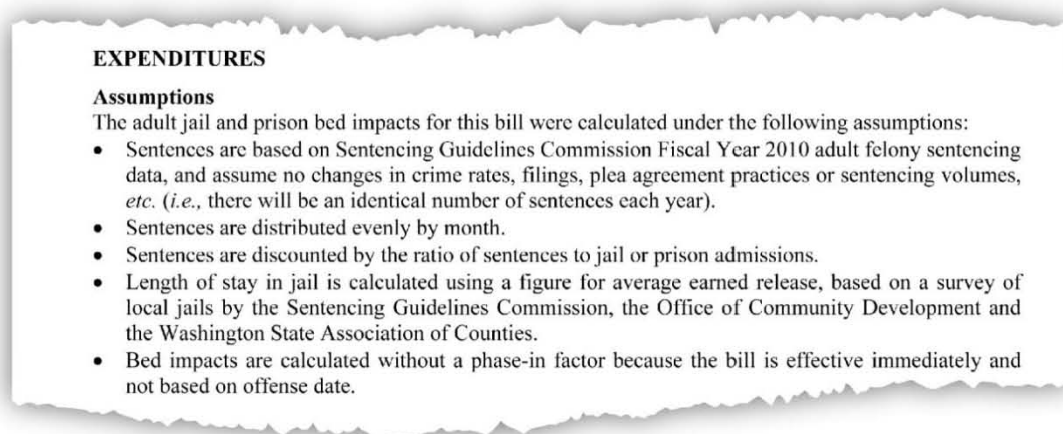 EXPENDITURES
Assumptions
The adult jail and prison bed impacts for this bill were calculated under the following assumptions:
• Sentences are based on Sentencing Guidelines Commission Fiscal Year 2010 adult felony sentencing
data, and assume no changes in crime rates, filings, plea agreement practices or sentencing volumes,
etc. (i.e., there will be an identical number of sentences each year).
• Sentences are distributed evenly by month.
• Sentences are discounted by the ratio of sentences to jail or prison admissions.
• Length of stay in jail is calculated using a figure for average earned release, based on a survey of
local jails by the Sentencing Guidelines Commission, the Office of Community Development and
the Washington State Association of Counties.
• Bed impacts are calculated without a phase-in factor because the bill is effective immediately and
not based on offense date.